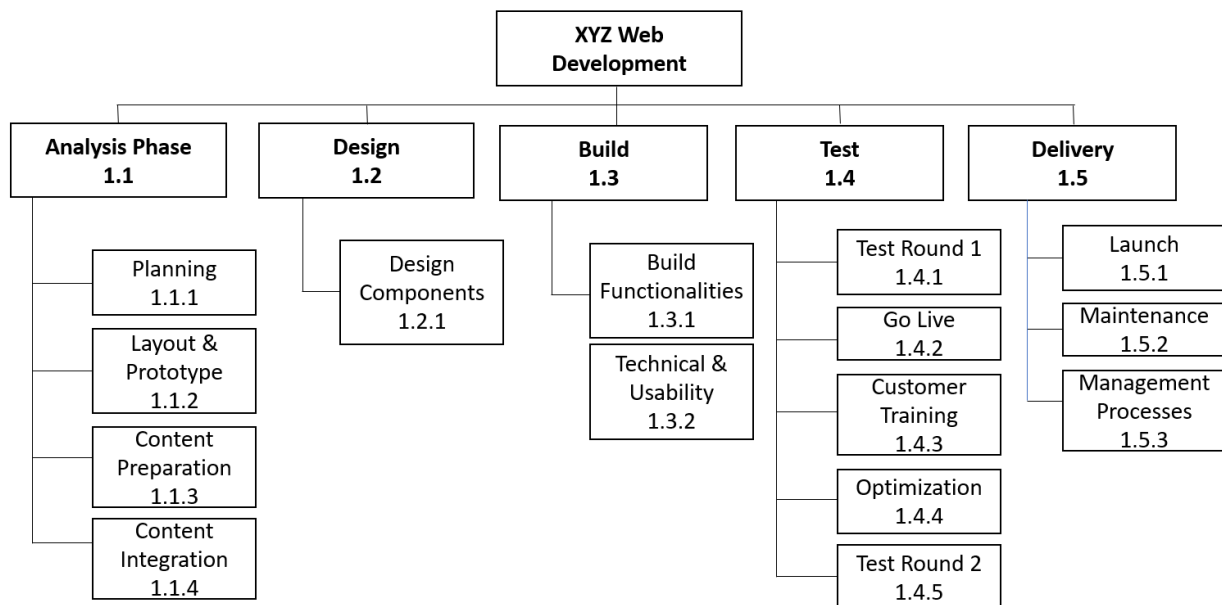 XYZ Web
Development
Analysis Phase
1.1
Design
1.2
Build
1.3
Test
1.4
Delivery
1.5
Planning
1.1.1
Layout &
Prototype
1.1.2
Content
Preparation
1.1.3
Content
Integration
1.1.4
Design
Components
1.2.1
Build
Functionalities
1.3.1
Technical &
Usability
1.3.2
Test Round 1
1.4.1
Go Live
1.4.2
Customer
Training
1.4.3
Optimization
1.4.4
Test Round 2
1.4.5
Launch
1.5.1
Maintenance
1.5.2
Management
Processes
1.5.3